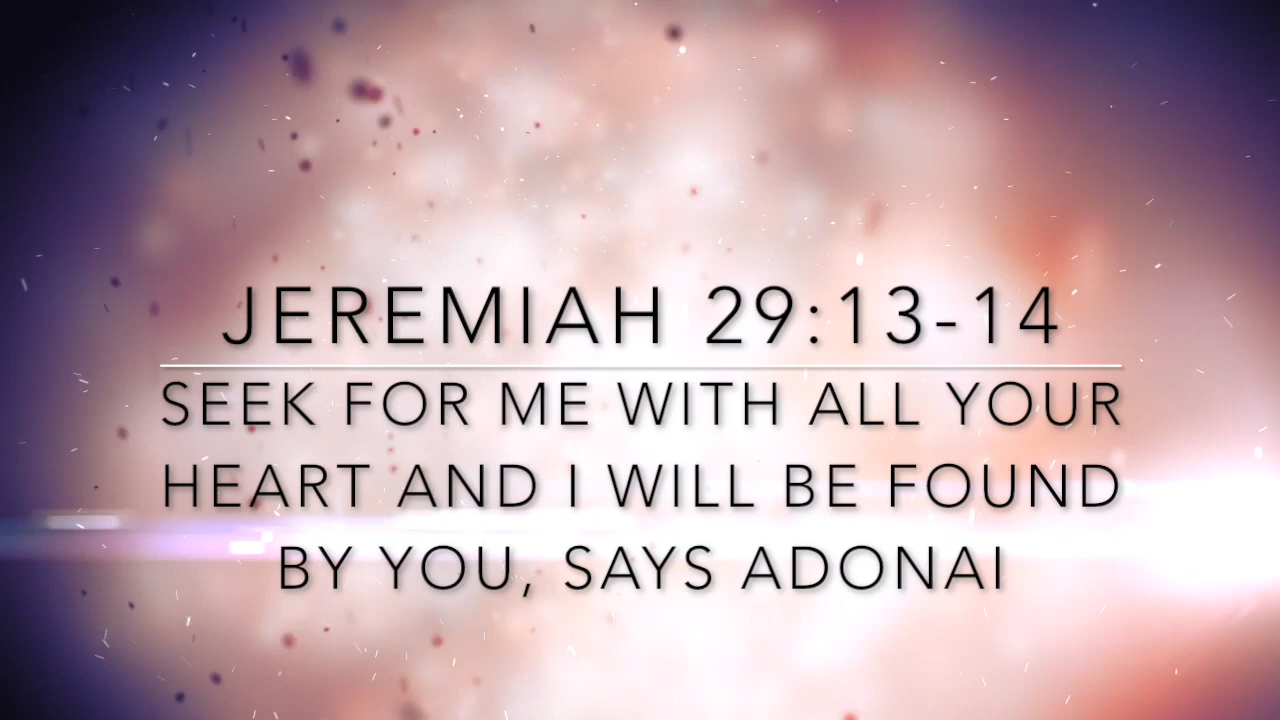 JEREMIAH 29:13-14
SEEK FOR ME WITH ALL YOUR
HEART AND I WILL BE FOUND
BY YOU, SAYS ADONAI